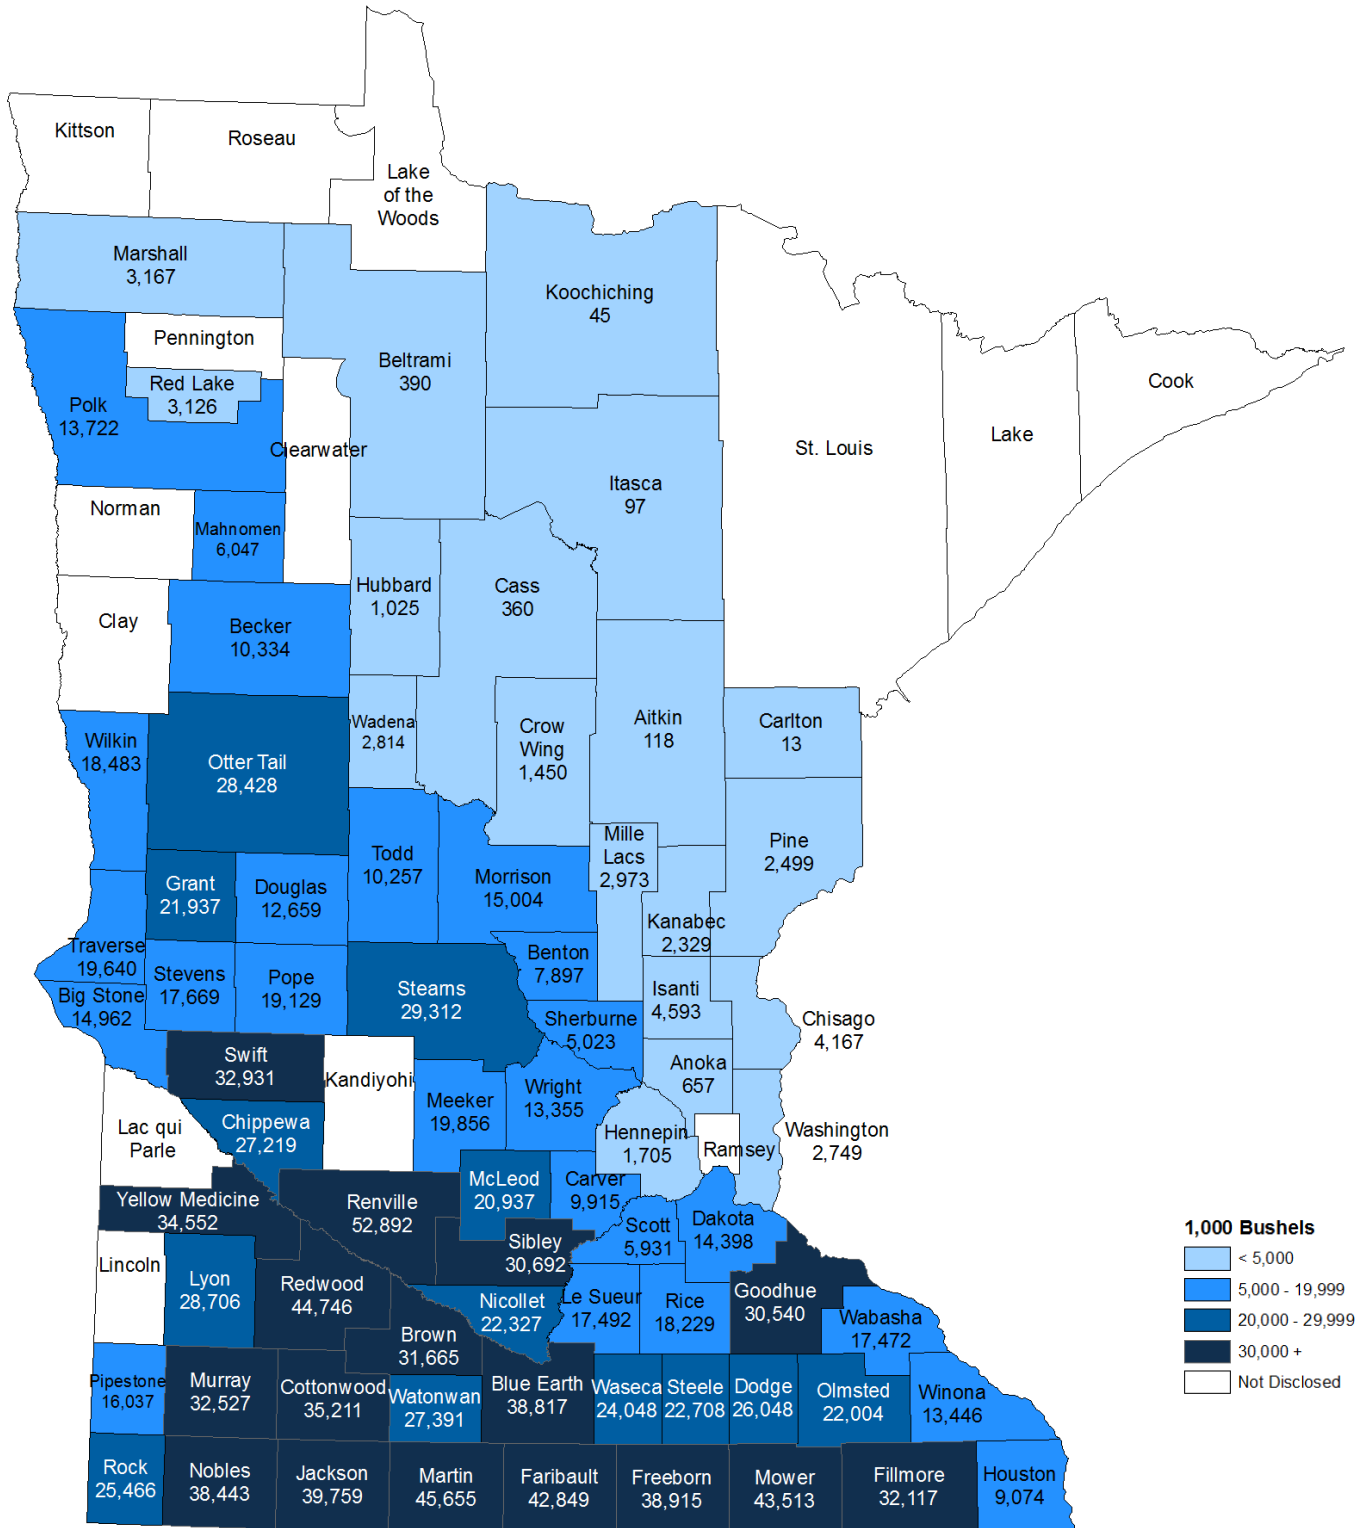 Kittson
Roseau
Lake
of the
Woods
Marshall
3,167
Koochiching
45
Pennington
Beltrami
390
Red Lake
3,126
Polk
13,722
Cook
Lake
St. Louis
Clearwater
Itasca
97
Norman
Mahnomen
6,047
Hubbard
1,025
Cass
360
Clay
Becker
10,334
Wadena
2,814
Crow
Wing
1,450
Aitkin
118
Carlton
13
Wilkin
18,483
Otter Tail
28,428
Mille
Lacs
2,973
Pine
2,499
Todd
10,257
Morrison
15,004
Grant
21,937
Douglas
12,659
Kanabec
2,329
Traverse
19,640
Stevens
17,669
Pope
19,129
Benton
7,897
Stearns
29,312
Isanti
4,593
Big Stone
14,962
Sherburne
5,023
Chisago
4,167
Swift
32,931
Kandiyohi
Anoka
657
Meeker
19,856
Wright
13,355
Lac qui
Parle
Chippewa
27,219
Hennepin
1,705
Ramsey
Washington
2,749
Yellow Medicine
34,552
Renville
52,892
McLeod
20,937
Carver
9,915
Scott
5,931
Dakota
14,398
Sibley
30,692
Lincoln
Lyon
28,706
Redwood
44,746
Nicollet
22,327
Le Sueur
17,492
Rice
18,229
Goodhue
30,540
Wabasha
17,472
Brown
31,665
Pipestone
16,037
Murray
32,527
Cottonwood
35,211
Watonwan
27,391
Blue Earth
38,817
Waseca
24,048
Steele
22,708
Dodge
26,048
Olmsted
22,004
Winona
13,446
Rock
25,466
Nobles
38,443
Jackson
39,759
Martin
45,655
Faribault
42,849
Freeborn
38,915
Mower
43,513
Fillmore
32,117
Houston
9,074
1,000 Bushels
< 5,000
5,000 - 19,999
20,000 - 29,999
30,000 +
Not Disclosed